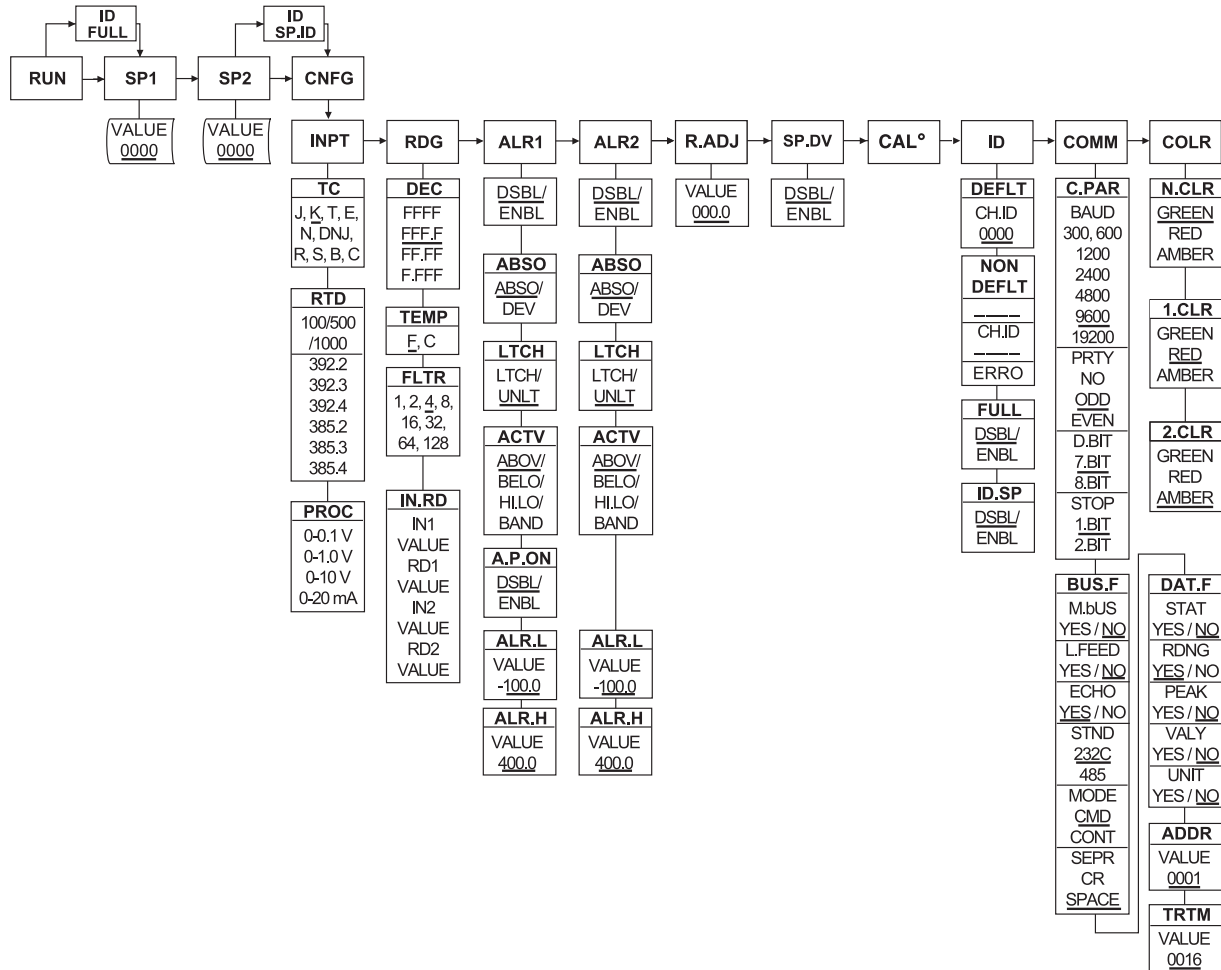 ID
FULL
ID
SP.ID
RUN
SP1
SP2
CNFG
VALUE
0000
VALUE
0000
INPT
RDG
ALR1
ALR2
R.ADJ
SP.DV
CAL°
ID
COMM
COLR
TC
J, K, T, E,
N, DNJ,
R, S, B, C
RTD
100/500
/1000
392.2
392.3
392.4
385.2
385.3
385.4
PROC
0-0.1 V
0-1.0 V
0-10 V
0-20 mA
DEC
FFFF
FFF.F
FF.FF
F.FFF
TEMP
F, C
FLTR
1, 2, 4, 8,
16, 32,
64, 128
IN.RD
IN1
VALUE
RD1
VALUE
IN2
VALUE
RD2
VALUE
DSBL/
ENBL
ABSO
ABSO/
DEV
LTCH
LTCH/
UNLT
ACTV
ABOV/
BELO/
HI.LO/
BAND
A.P.ON
DSBL/
ENBL
ALR.L
VALUE
-100.0
ALR.H
VALUE
400.0
DSBL/
ENBL
ABSO
ABSO/
DEV
LTCH
LTCH/
UNLT
ACTV
ABOV/
BELO/
HI.LO/
BAND
ALR.L
VALUE
-100.0
ALR.H
VALUE
400.0
VALUE
000.0
DSBL/
ENBL
DEFLT
CH.ID
0000
NON
DEFLT
_ _ _ _
CH.ID
_ _ _ _
ERRO
FULL
DSBL/
ENBL
ID.SP
DSBL/
ENBL
C.PAR
BAUD
300, 600
1200
2400
4800
9600
19200
PRTY
NO
ODD
EVEN
D.BIT
7.BIT
8.BIT
STOP
1.BIT
2.BIT
BUS.F
M.bUS
YES / NO
L.FEED
YES / NO
ECHO
YES / NO
STND
232C
485
MODE
CMD
CONT
SEPR
CR
SPACE
N.CLR
GREEN
RED
AMBER
1.CLR
GREEN
RED
AMBER
2.CLR
GREEN
RED
AMBER
DAT.F
STAT
YES / NO
RDNG
YES / NO
PEAK
YES / NO
VALY
YES / NO
UNIT
YES / NO
ADDR
VALUE
0001
TRTM
VALUE
0016